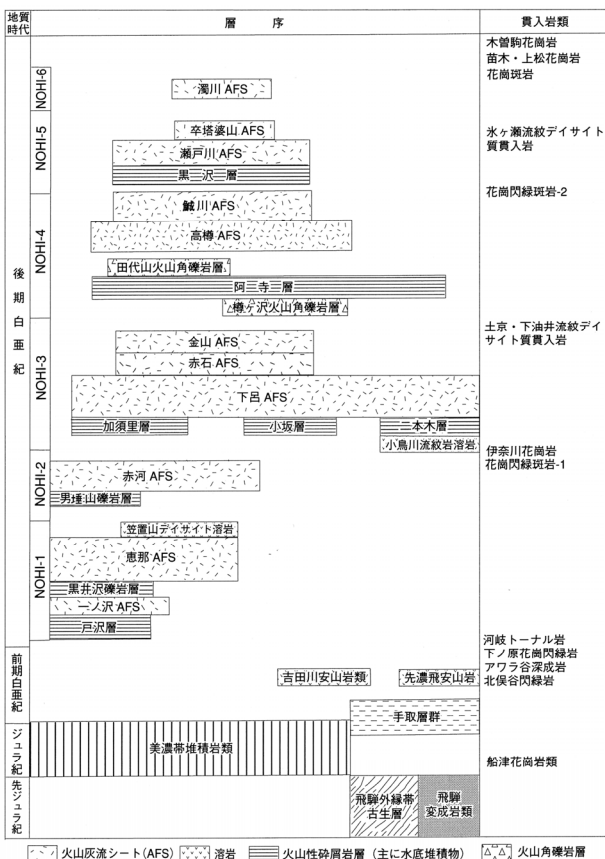 地質
時代
層　序
貫入岩類
後期白亜紀
前期白亜紀
ジュラ紀
先ジュラ紀
NOHI-6
NOHI-5
NOHI-4
NOHI-3
NOHI-2
NOHI-1
濁川 AFS
卒塔婆山 AFS
瀬戸川 AFS
黒沢層
鰔川 AFS
高樽 AFS
田代山火山角礫岩層
阿寺層
樽ヶ沢火山角礫岩層
金山 AFS
赤石 AFS
下呂 AFS
加須里層
小坂層
二本木層
小鳥川流紋岩溶岩
赤河 AFS
男埵山礫岩層
笠置山デイサイト溶岩
恵那 AFS
黒井沢礫岩層
一ノ沢 AFS
戸沢層
吉田川安山岩類
先濃飛安山岩
手取層群
美濃帯堆積岩類
飛騨外縁帯
古生層
飛騨
変成岩類
木曽駒花崗岩
苗木・上松花崗岩
花崗斑岩
氷ヶ瀬流紋デイサイト
質貫入岩
花崗閃緑斑岩-2
土京・下油井流紋デイ
サイト質貫入岩
伊奈川花崗岩
花崗閃緑斑岩-1
河岐トーナル岩
下ノ原花崗閃緑岩
アワラ谷深成岩
北俣谷閃緑岩
船津花崗岩類
火山灰流シート(AFS)
溶岩
火山性砕屑岩層（主に水底堆積物）
火山角礫岩層